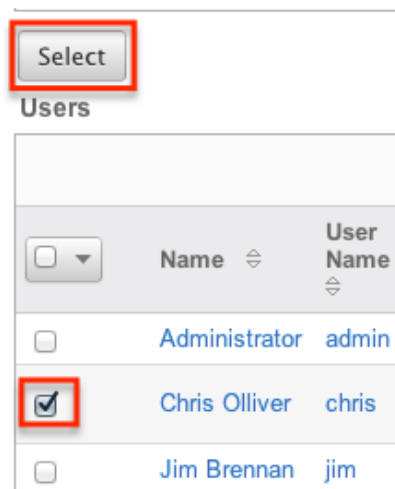 Select
Users
Name User Name
Administrator admin
Chris Olliver chris
Jim Brennan jim